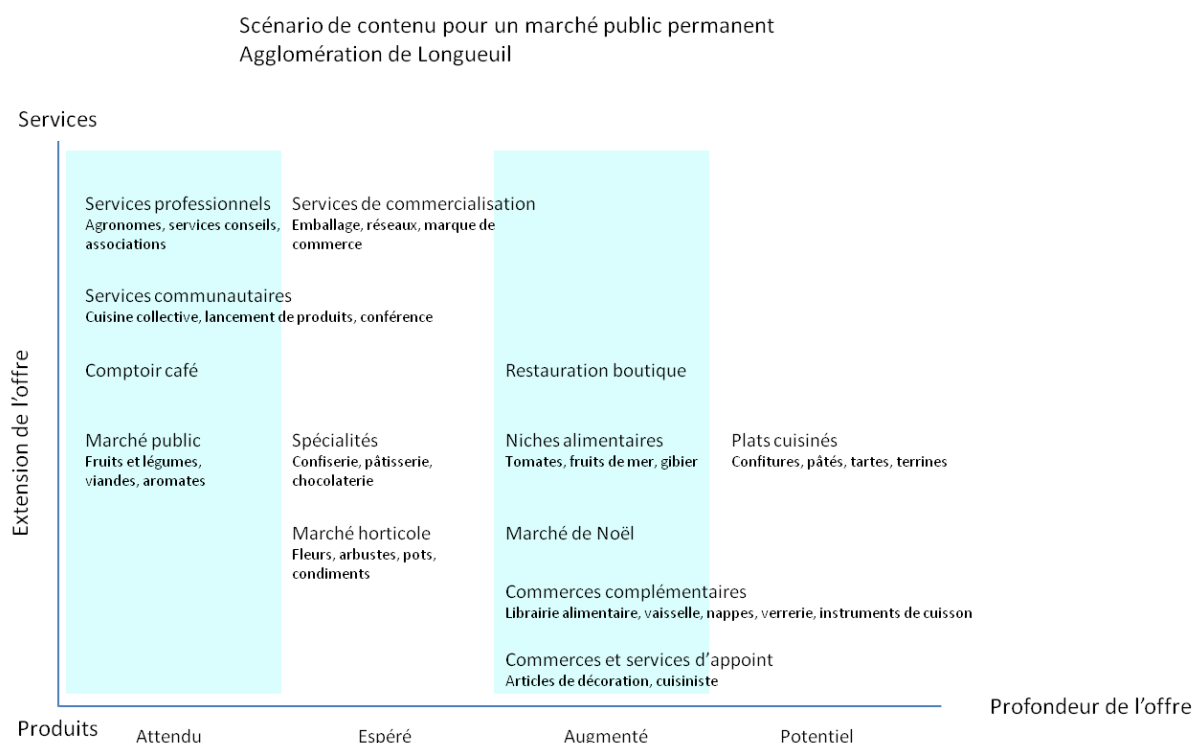 Scénario de contenu pour un marché public permanent
Agglomération de Longueuil
Services
Services professionnels
Agronomes, services conseils,
associations
Services de commercialisation
Emballage, réseaux, marque de
commerce
Services communautaires
Cuisine collective, lancement de produits, conférence
Comptoir café
Restauration boutique
Extension de l'offre
Marché public
Fruits et légumes,
viandes, aromates
Spécialités
Confiserie, pâtisserie,
chocolaterie
Niches alimentaires
Tomates, fruits de mer, gibier
Plats cuisinés
Confitures, pâtés, tartes, terrines
Marché horticole
Fleurs, arbustes, pots,
condiments
Marché de Noël
Commerces complémentaires
Librairie alimentaire, vaisselle, nappes, verrerie, instruments de cuisson
Commerces et services d'appoint
Articles de décoration, cuisiniste
Profondeur de l'offre
Produits
Attendu
Espéré
Augmenté
Potentiel